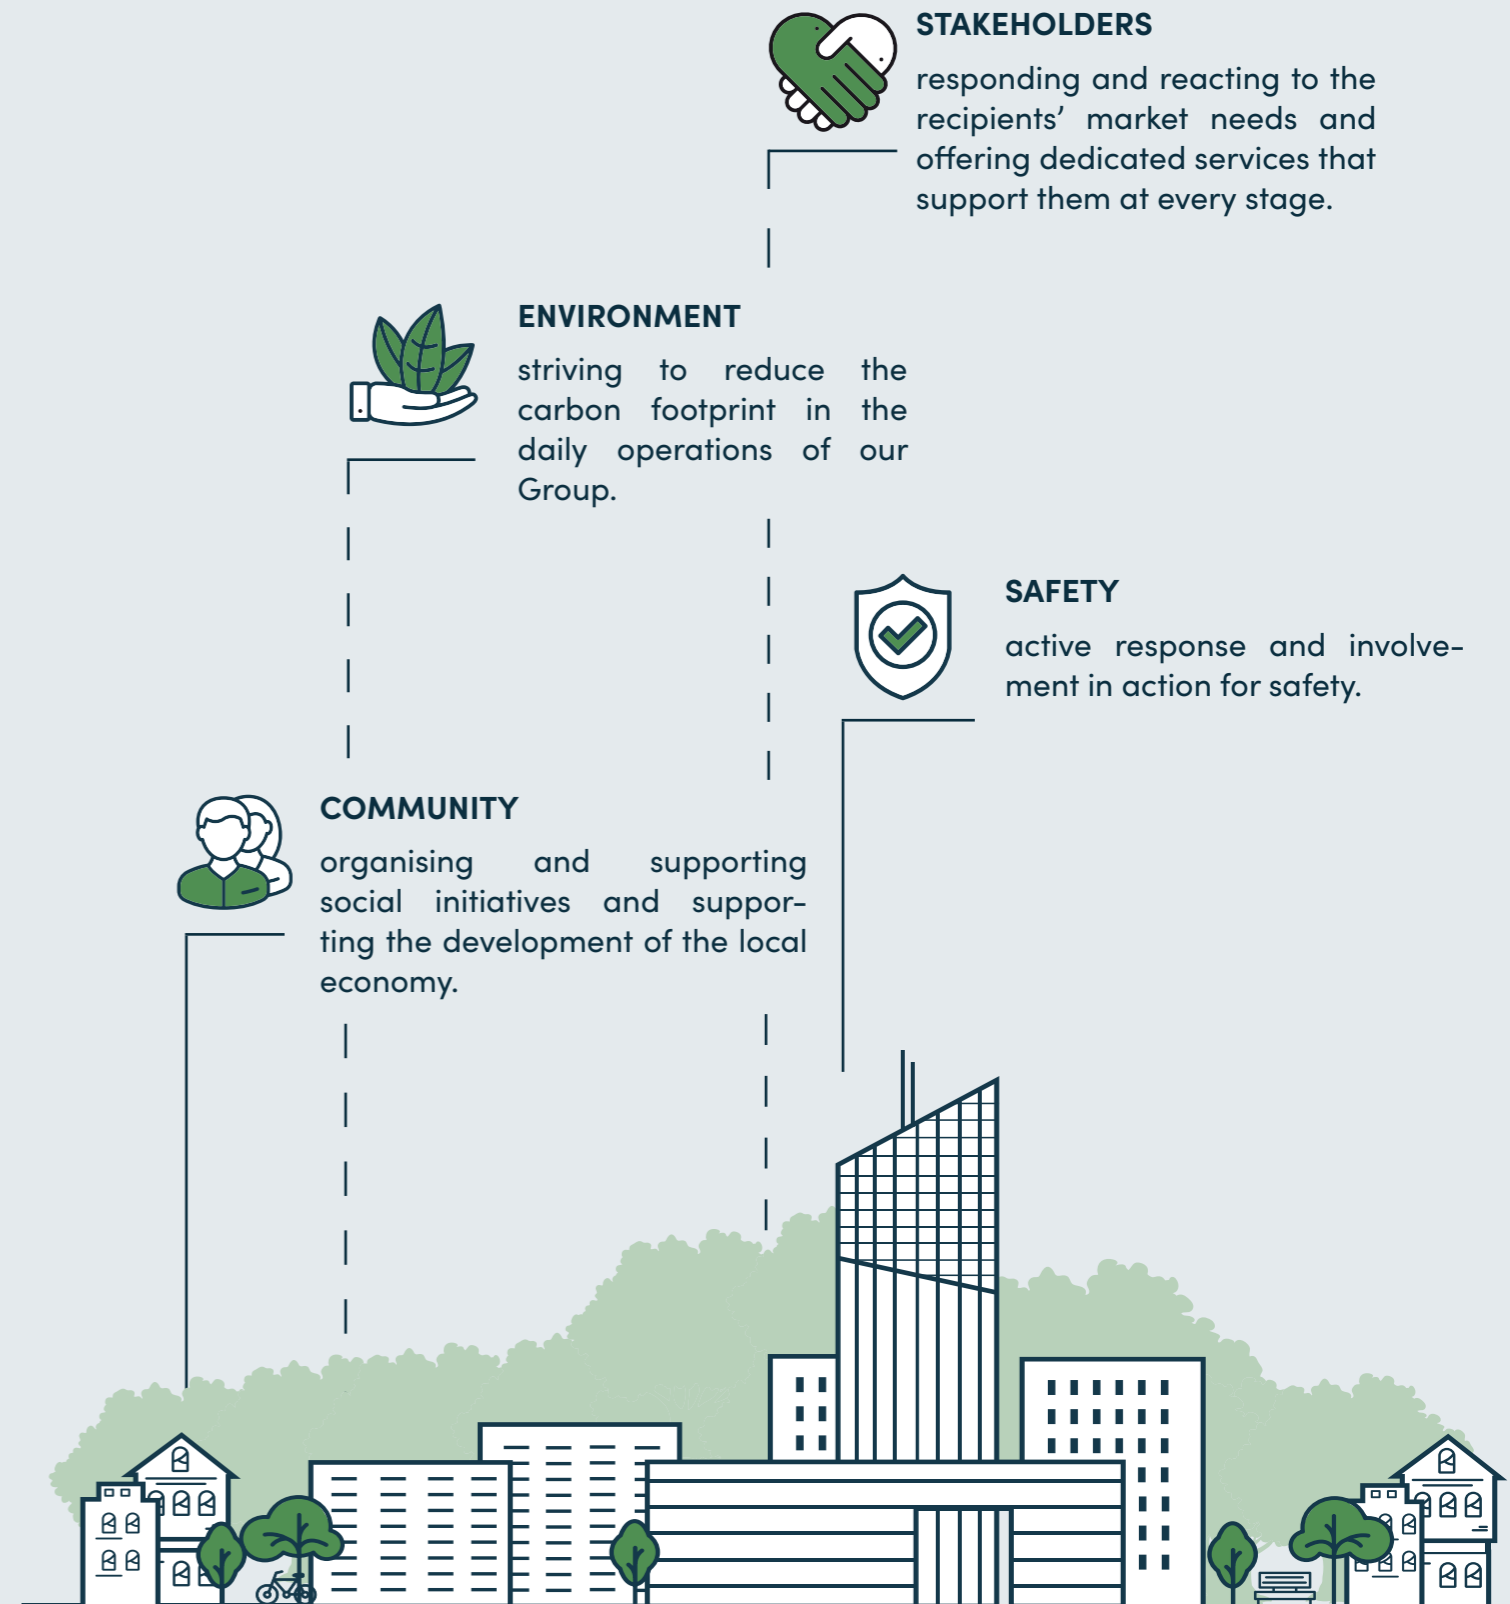 STAKEHOLDERS
responding and reacting to the
recipients’ market needs and
offering dedicated services that
support them at every stage.
ENVIRONMENT
striving to reduce the
carbon footprint in the
daily operations of our
Group.
SAFETY
active response and involve-
ment in action for safety.
COMMUNITY
organising and supporting
social initiatives and suppor-
ting the development of the local
economy.